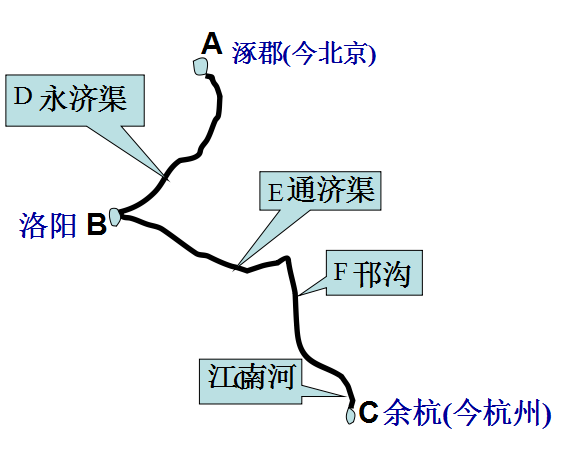 A 涿郡(今北京)
D 永济渠
E 通济渠
洛阳 B
F 邗沟
江南河
C 余杭(今杭州)